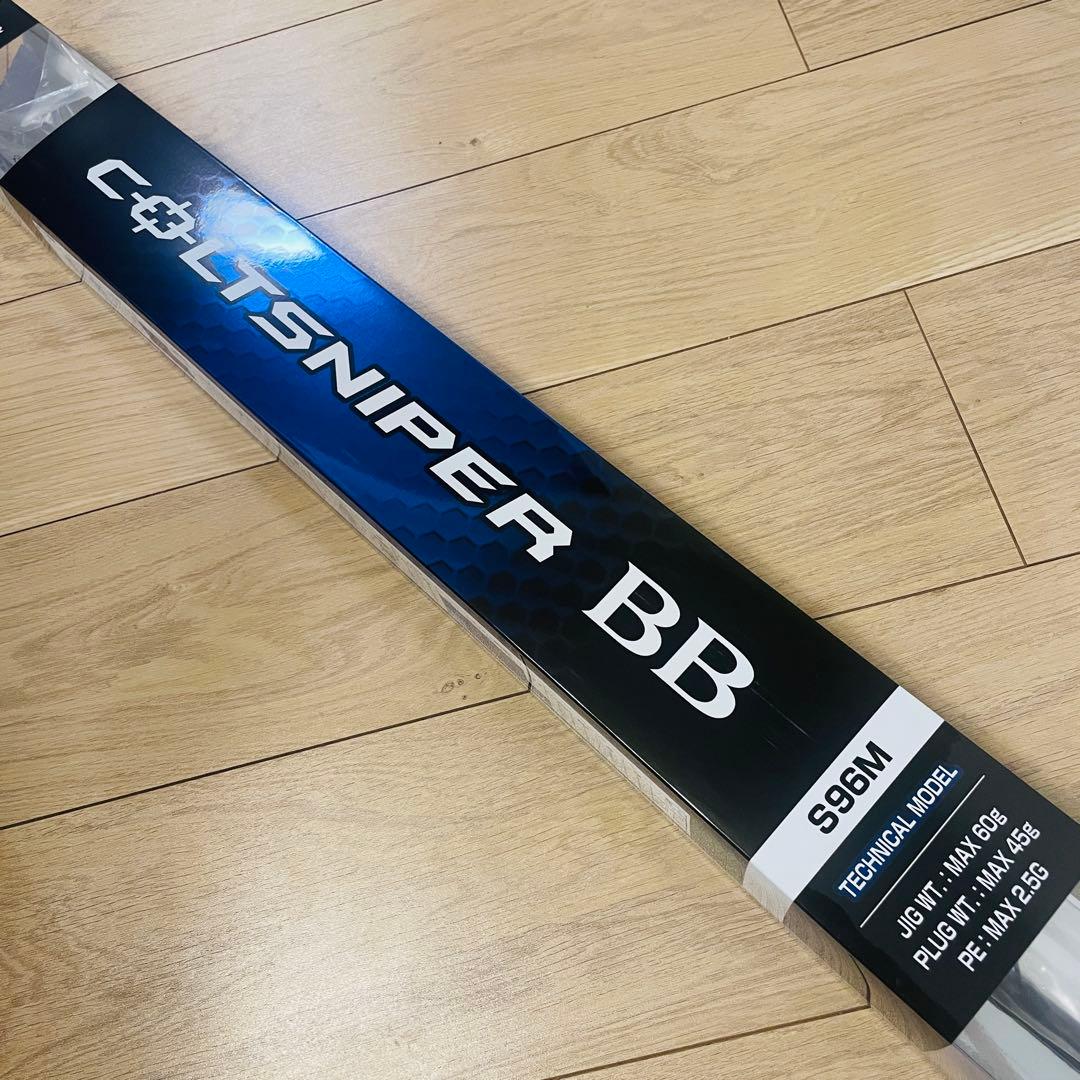 COLTSNIPER BB
S96M
TECHNICAL MODEL
JIG WT. : MAX 60g
PLUG WT. : MAX 45g
PE : MAX 2.5G